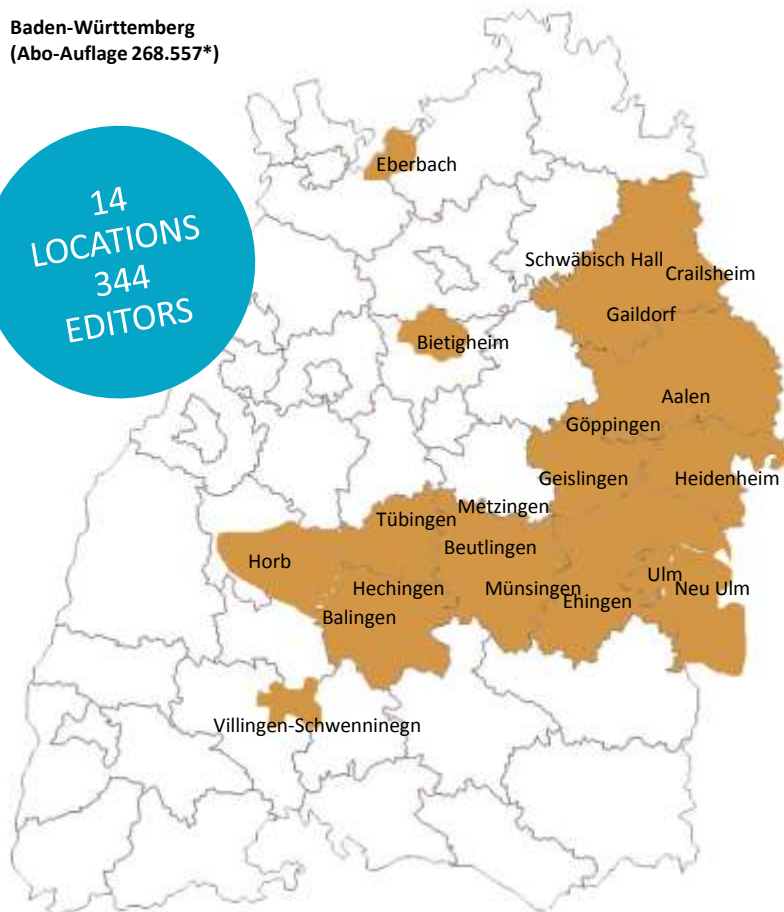 Baden-Württemberg
(Abo-Auflage 268.557*)
14
LOCATIONS
344
EDITORS
Eberbach
Schwäbisch Hall
Crailsheim
Gaildorf
Bietigheim
Aalen
Göppingen
Geislingen
Heidenheim
Metzingen
Tübingen
Beutlingen
Horb
Ulm
Hechingen
Münsingen
Neu Ulm
Ehingen
Balingen
Villingen-Schwenninegn